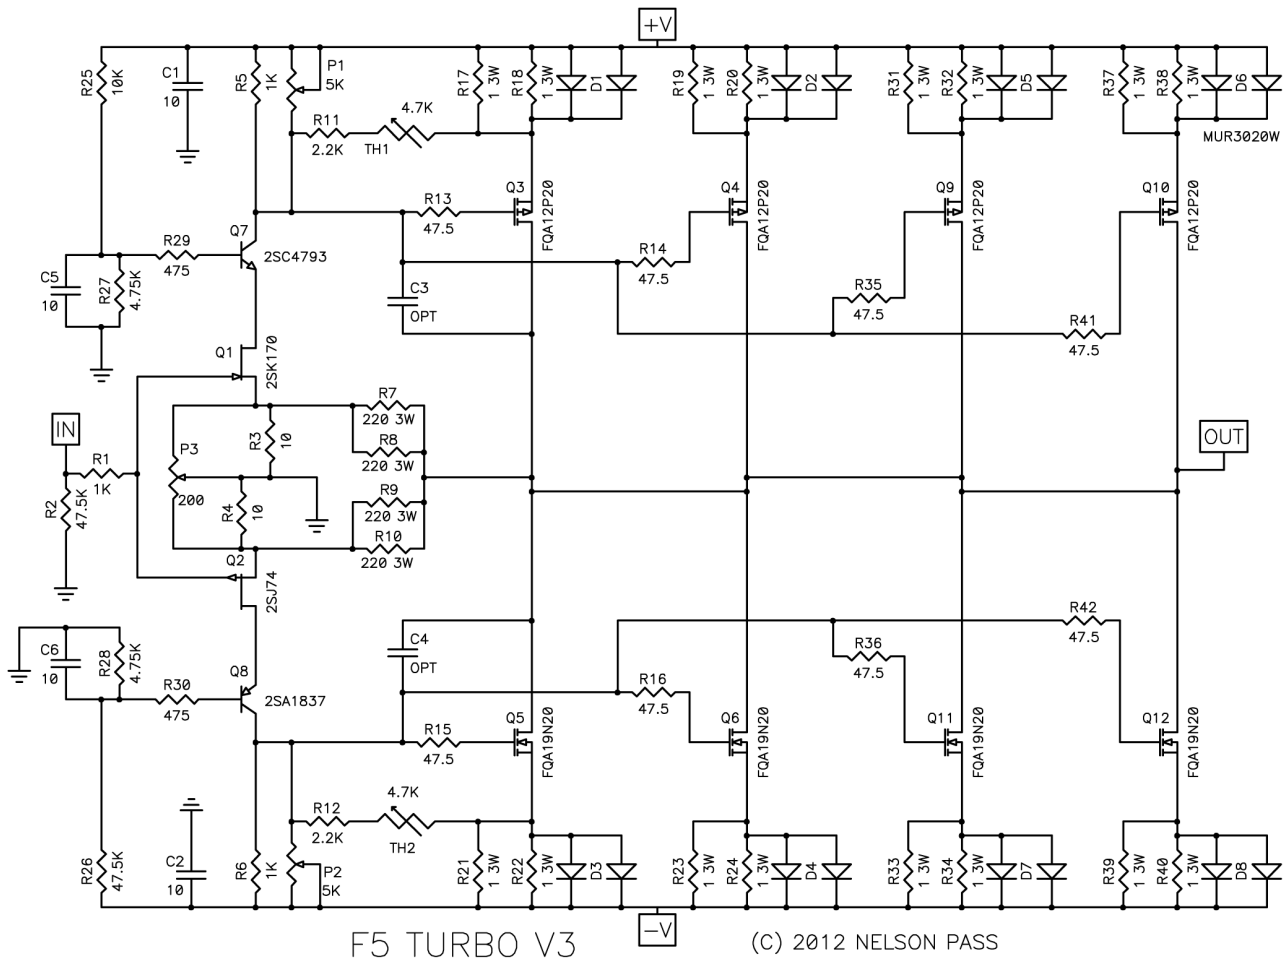 +V
R25
10K
C1
10
R5
1K
P1
5K
R11
2.2K
4.7K
TH1
R17
1 3W
R18
1 3W
D1
R19
1 3W
R20
1 3W
D2
R31
1 3W
R32
1 3W
D5
R37
1 3W
R38
1 3W
D6
MUR3020W
Q3
FQA12P20
Q4
FQA12P20
Q9
FQA12P20
Q10
FQA12P20
R13
47.5
Q7
2SC4793
R29
475
C5
10
R27
4.75K
C3
OPT
R14
47.5
R35
47.5
R41
47.5
Q1
2SK170
IN
R1
1K
R2
47.5K
P3
200
R3
10
R4
10
R7
220 3W
R8
220 3W
R9
220 3W
R10
220 3W
OUT
Q2
2SJ74
C6
10
R28
4.75K
R30
475
Q8
2SA1837
C4
OPT
R16
47.5
R36
47.5
R42
47.5
R15
47.5
Q5
FQA19N20
Q6
FQA19N20
Q11
FQA19N20
Q12
FQA19N20
R26
47.5K
C2
10
R6
1K
P2
5K
R12
2.2K
4.7K
TH2
R21
1 3W
R22
1 3W
D3
R23
1 3W
R24
1 3W
D4
R33
1 3W
R34
1 3W
D7
R39
1 3W
R40
1 3W
D8
-V
F5 TURBO V3
(C) 2012 NELSON PASS